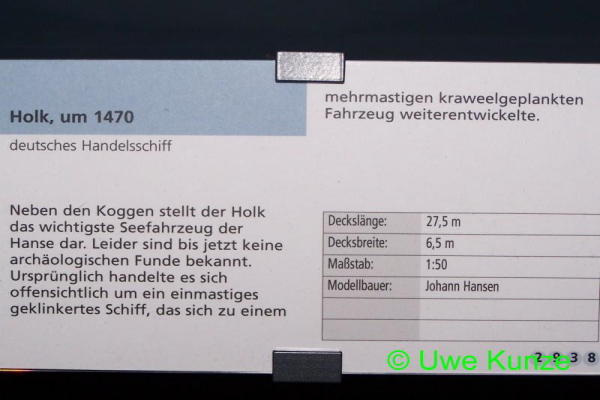 Holk, um 1470
deutsches Handelsschiff
Neben den Koggen stellt der Holk
das wichtigste Seefahrzeug der
Hanse dar. Leider sind bis jetzt keine
archäologischen Funde bekannt.
Ursprünglich handelte es sich
offensichtlich um ein einmastiges
geklinkertes Schiff, das sich zu einem
mehrmastigen kraweelgeplankten
Fahrzeug weiterentwickelte.
Deckslänge: 27,5 m
Decksbreite: 6,5 m
Maßstab: 1:50
Modellbauer: Johann Hansen
2938
© Uwe Kunze